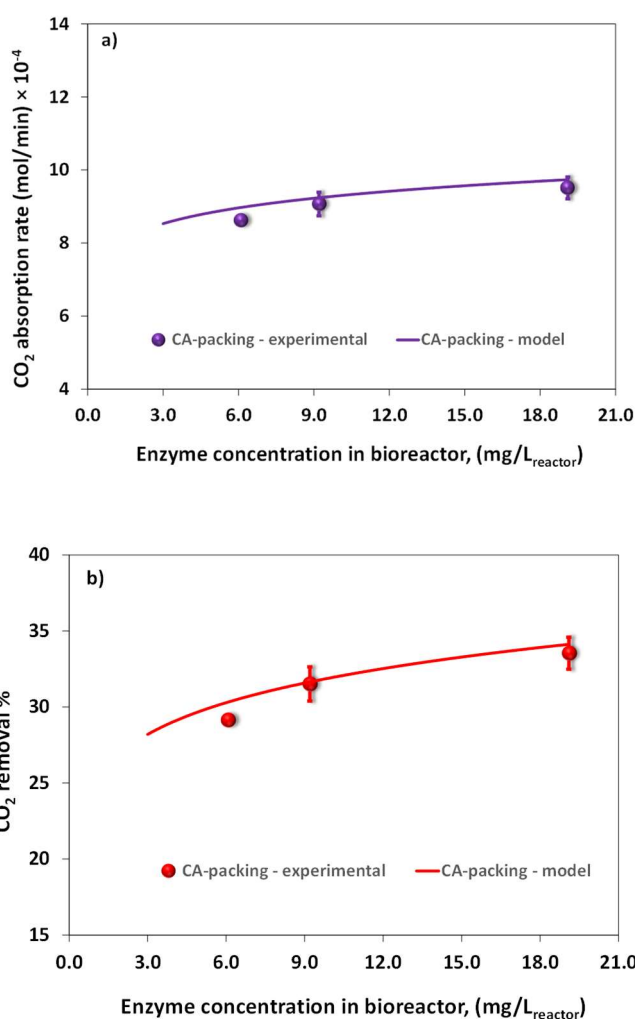 a)
CO2 absorption rate (mol/min) × 10-4
14
12
10
8
6
4
CA-packing - experimental CA-packing - model
0.0 3.0 6.0 9.0 12.0 15.0 18.0 21.0
Enzyme concentration in bioreactor, (mg/Lreactor)
b)
CO2 removal %
40
35
30
25
20
15
CA-packing - experimental CA-packing - model
0.0 3.0 6.0 9.0 12.0 15.0 18.0 21.0
Enzyme concentration in bioreactor, (mg/Lreactor)